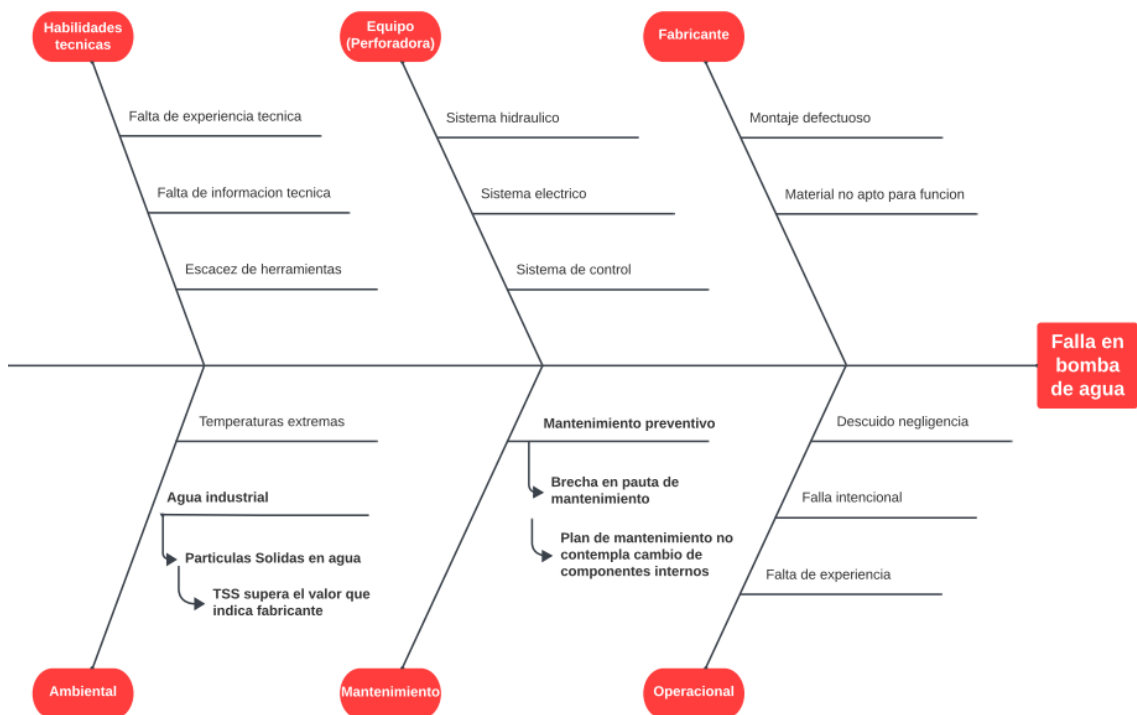 Habilidades
tecnicas
Equipo
(Perforadora)
Fabricante
Falta de experiencia tecnica
Sistema hidraulico
Montaje defectuoso
Falta de informacion tecnica
Sistema electrico
Material no apto para funcion
Escacez de herramientas
Sistema de control
Falla en
bomba
de agua
Temperaturas extremas
Mantenimiento preventivo
Descuido negligencia
Agua industrial
Brecha en pauta de
mantenimiento
Falla intencional
Particulas Solidas en agua
Plan de mantenimiento no
contempla cambio de
componentes internos
TSS supera el valor que
indica fabricante
Falta de experiencia
Ambiental
Mantenimiento
Operacional